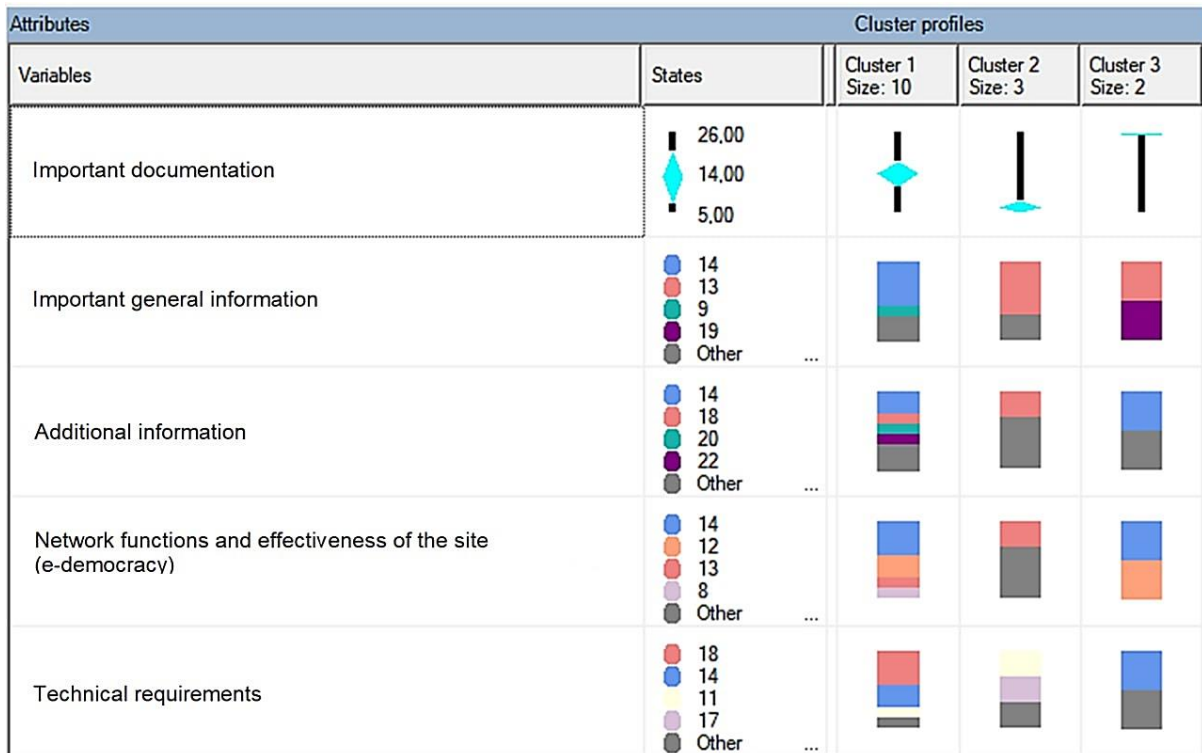 Attributes Cluster profiles
Variables States Cluster 1 Cluster 2 Cluster 3
Size: 10 Size: 3 Size: 2
Important documentation
26,00
14,00
5,00
Important general information
14
13
9
19
Other ...
Additional information
14
18
20
22
Other ...
Network functions and effectiveness of the site
(e-democracy)
14
12
13
8
Other ...
Technical requirements
18
14
11
17
Other ...